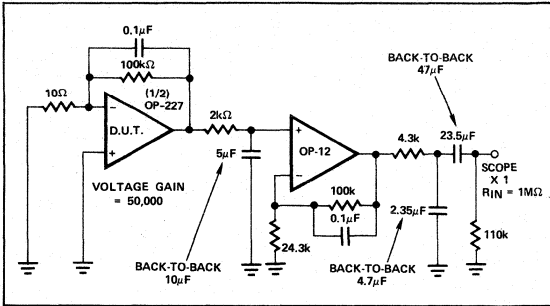 0.1μF
100kΩ
10Ω
(1/2)
OP-227
D.U.T.
−
+
VOLTAGE GAIN
= 50,000
2kΩ
5μF
BACK-TO-BACK
10μF
+
OP-12
−
100k
0.1μF
24.3k
4.3k
BACK-TO-BACK
47μF
23.5μF
2.35μF
BACK-TO-BACK
4.7μF
110k
SCOPE
X 1
RIN = 1MΩ